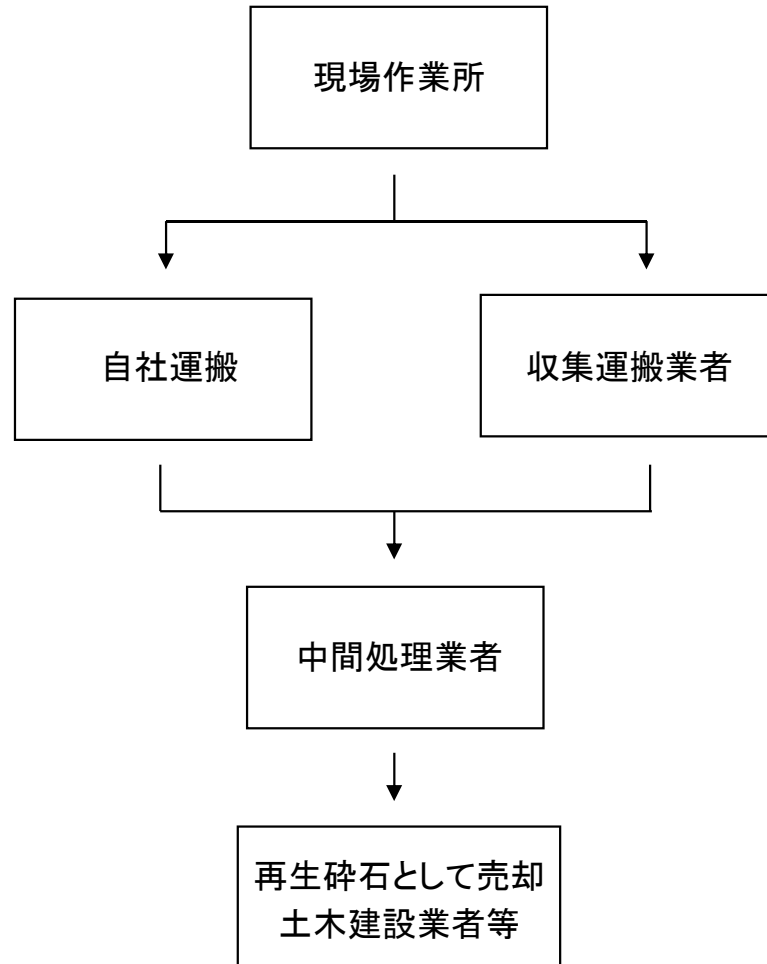 現場作業所
自社運搬
収集運搬業者
中間処理業者
再生砕石として売却
土木建設業者等